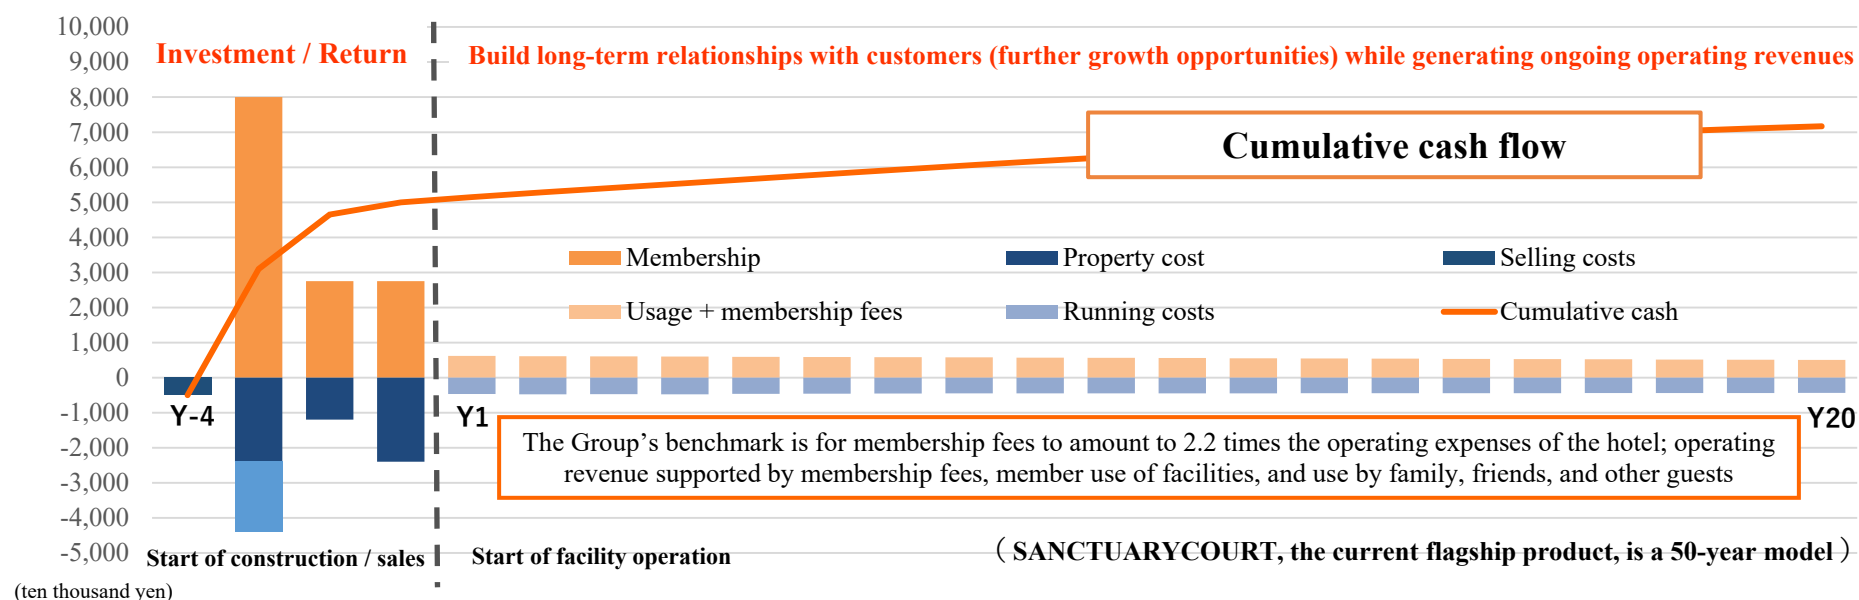 10,000
9,000
8,000
7,000
6,000
5,000
4,000
3,000
2,000
1,000
0
-1,000
-2,000
-3,000
-4,000
-5,000
(ten thousand yen)
Investment / Return
Build long-term relationships with customers (further growth opportunities) while generating ongoing operating revenues
Cumulative cash flow
Membership
Property cost
Selling costs
Usage + membership fees
Running costs
Cumulative cash
Y-4
Y1
Y20
The Group’s benchmark is for membership fees to amount to 2.2 times the operating expenses of the hotel; operating
revenue supported by membership fees, member use of facilities, and use by family, friends, and other guests
Start of construction / sales
Start of facility operation
（SANCTUARYCOURT, the current flagship product, is a 50-year model）